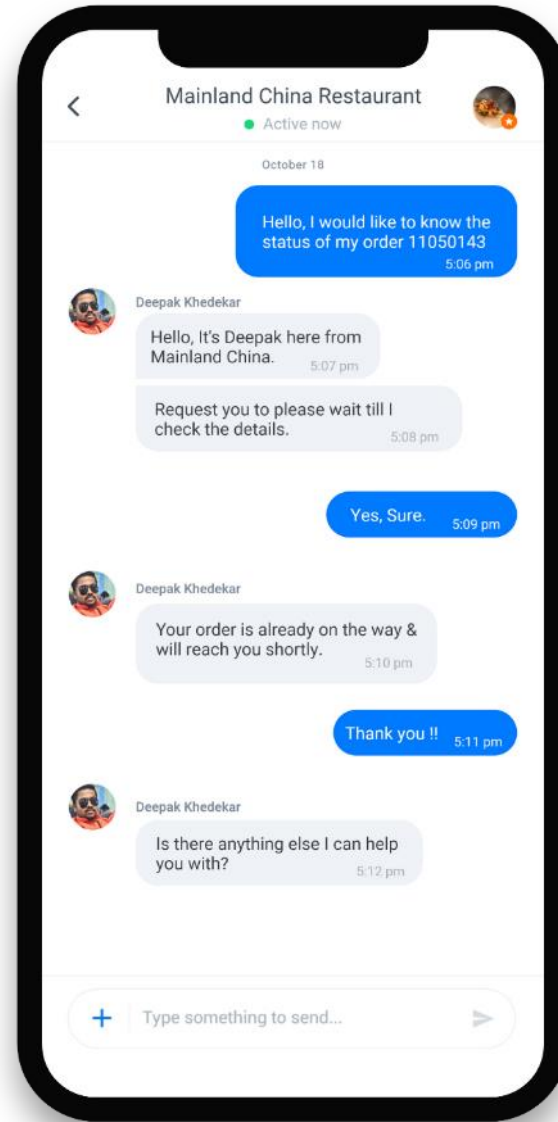 Mainland China Restaurant
Active now
October 18
Hello, I would like to know the
status of my order 11050143
5:06 pm
Deepak Khedekar
Hello, It's Deepak here from
Mainland China.
5:07 pm
Request you to please wait till I
check the details.
5:08 pm
Yes, Sure.
5:09 pm
Deepak Khedekar
Your order is already on the way &
will reach you shortly.
5:10 pm
Thank you !!
5:11 pm
Deepak Khedekar
Is there anything else I can help
you with?
5:12 pm
Type something to send...